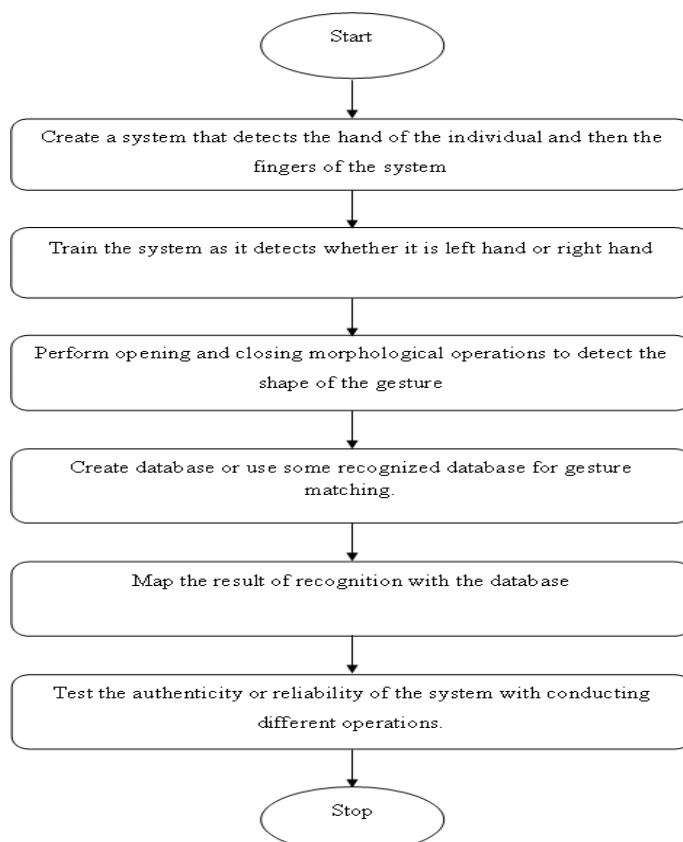 Start
Create a system that detects the hand of the individual and then the
fingers of the system
Train the system as it detects whether it is left hand or right hand
Perform opening and closing morphological operations to detect the
shape of the gesture
Create database or use some recognized database for gesture
matching.
Map the result of recognition with the database
Test the authenticity or reliability of the system with conducting
different operations.
Stop